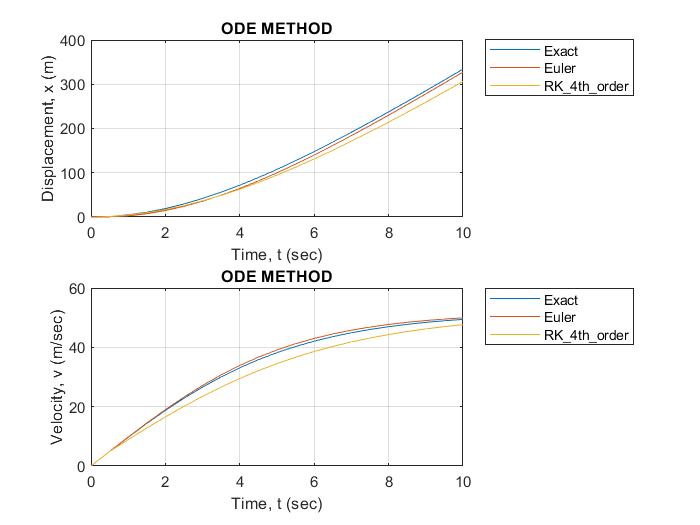 ODE METHOD
400
300
200
100
0
Displacement, x (m)
0 2 4 6 8 10
Time, t (sec)
Exact
Euler
RK_4th_order
ODE METHOD
60
40
20
0
Velocity, v (m/sec)
0 2 4 6 8 10
Time, t (sec)
Exact
Euler
RK_4th_order